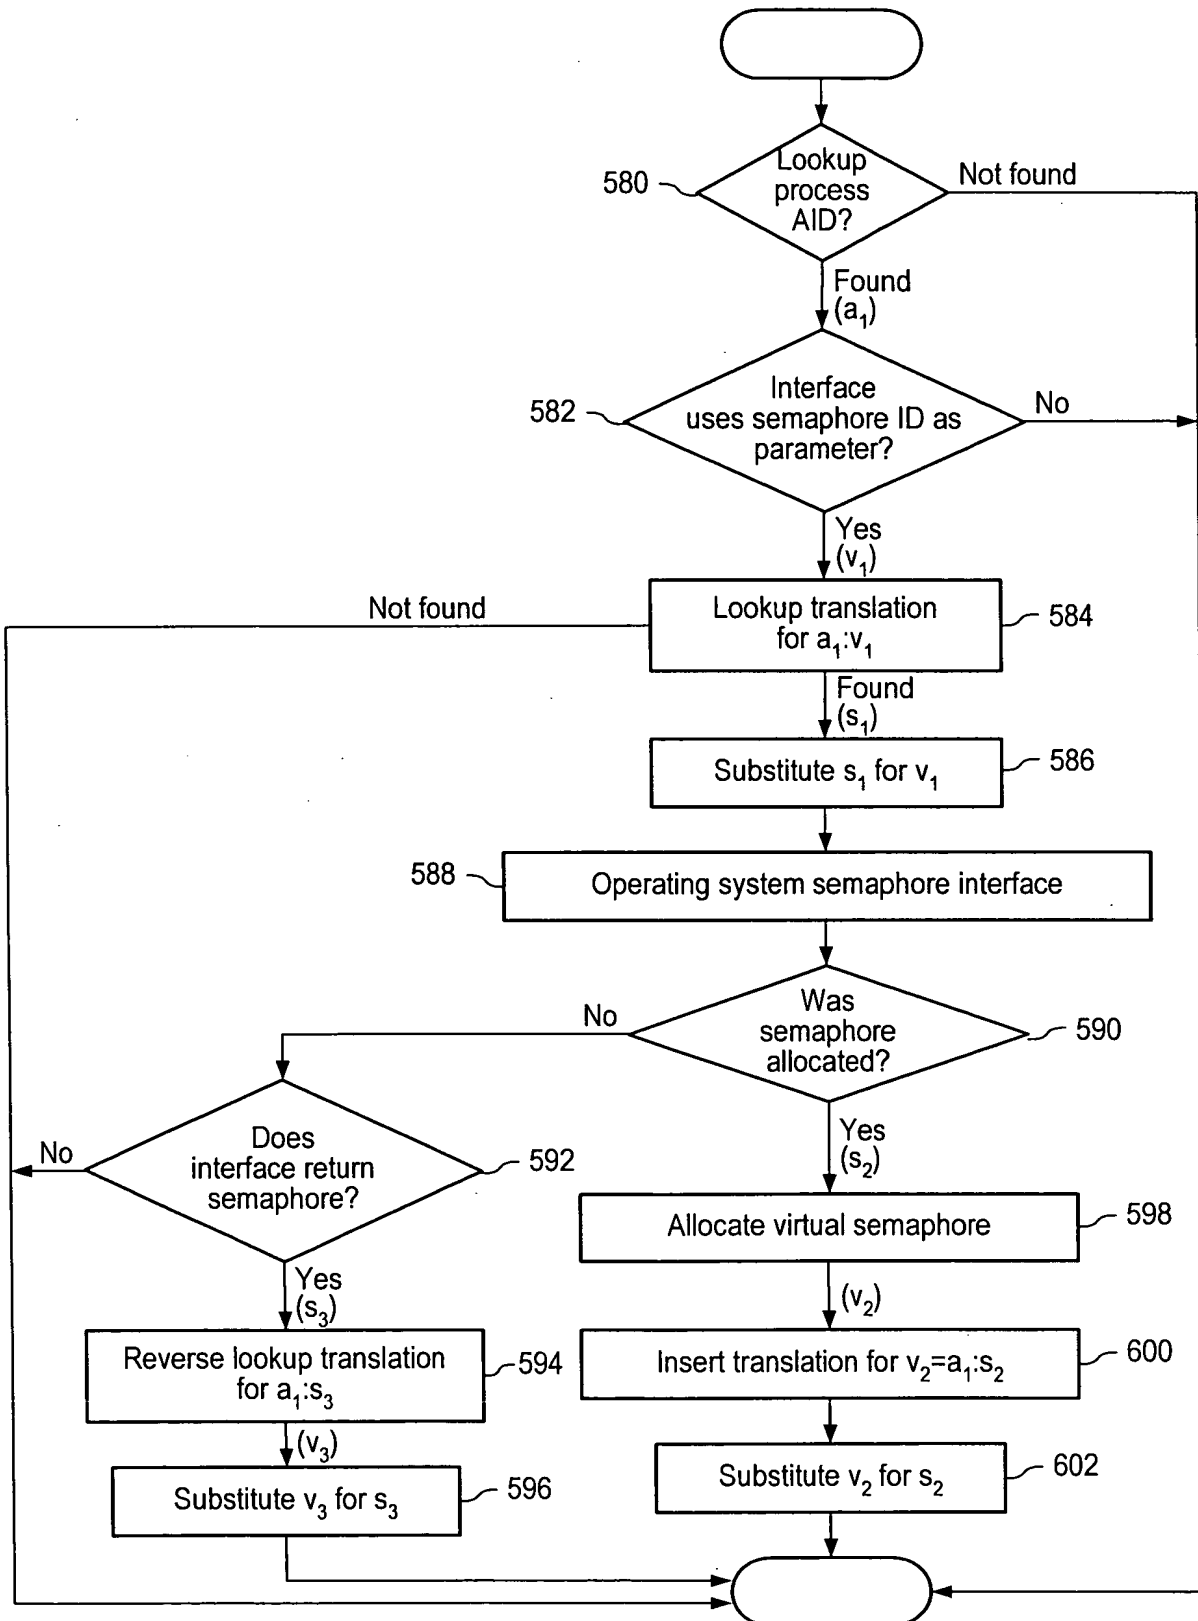 Lookup
process
AID?
580
Not found
Found
(a₁)
Interface
uses semaphore ID as
parameter?
582
No
Yes
(v₁)
Not found
Lookup translation
for a₁:v₁
584
Found
(s₁)
Substitute s₁ for v₁
586
588
Operating system semaphore interface
Was
semaphore
allocated?
590
No
Does
interface return
semaphore?
592
No
Yes
(s₂)
Allocate virtual semaphore
598
Yes
(s₃)
(v₂)
Reverse lookup translation
for a₁:s₃
594
Insert translation for v₂=a₁:s₂
600
(v₃)
Substitute v₃ for s₃
596
Substitute v₂ for s₂
602